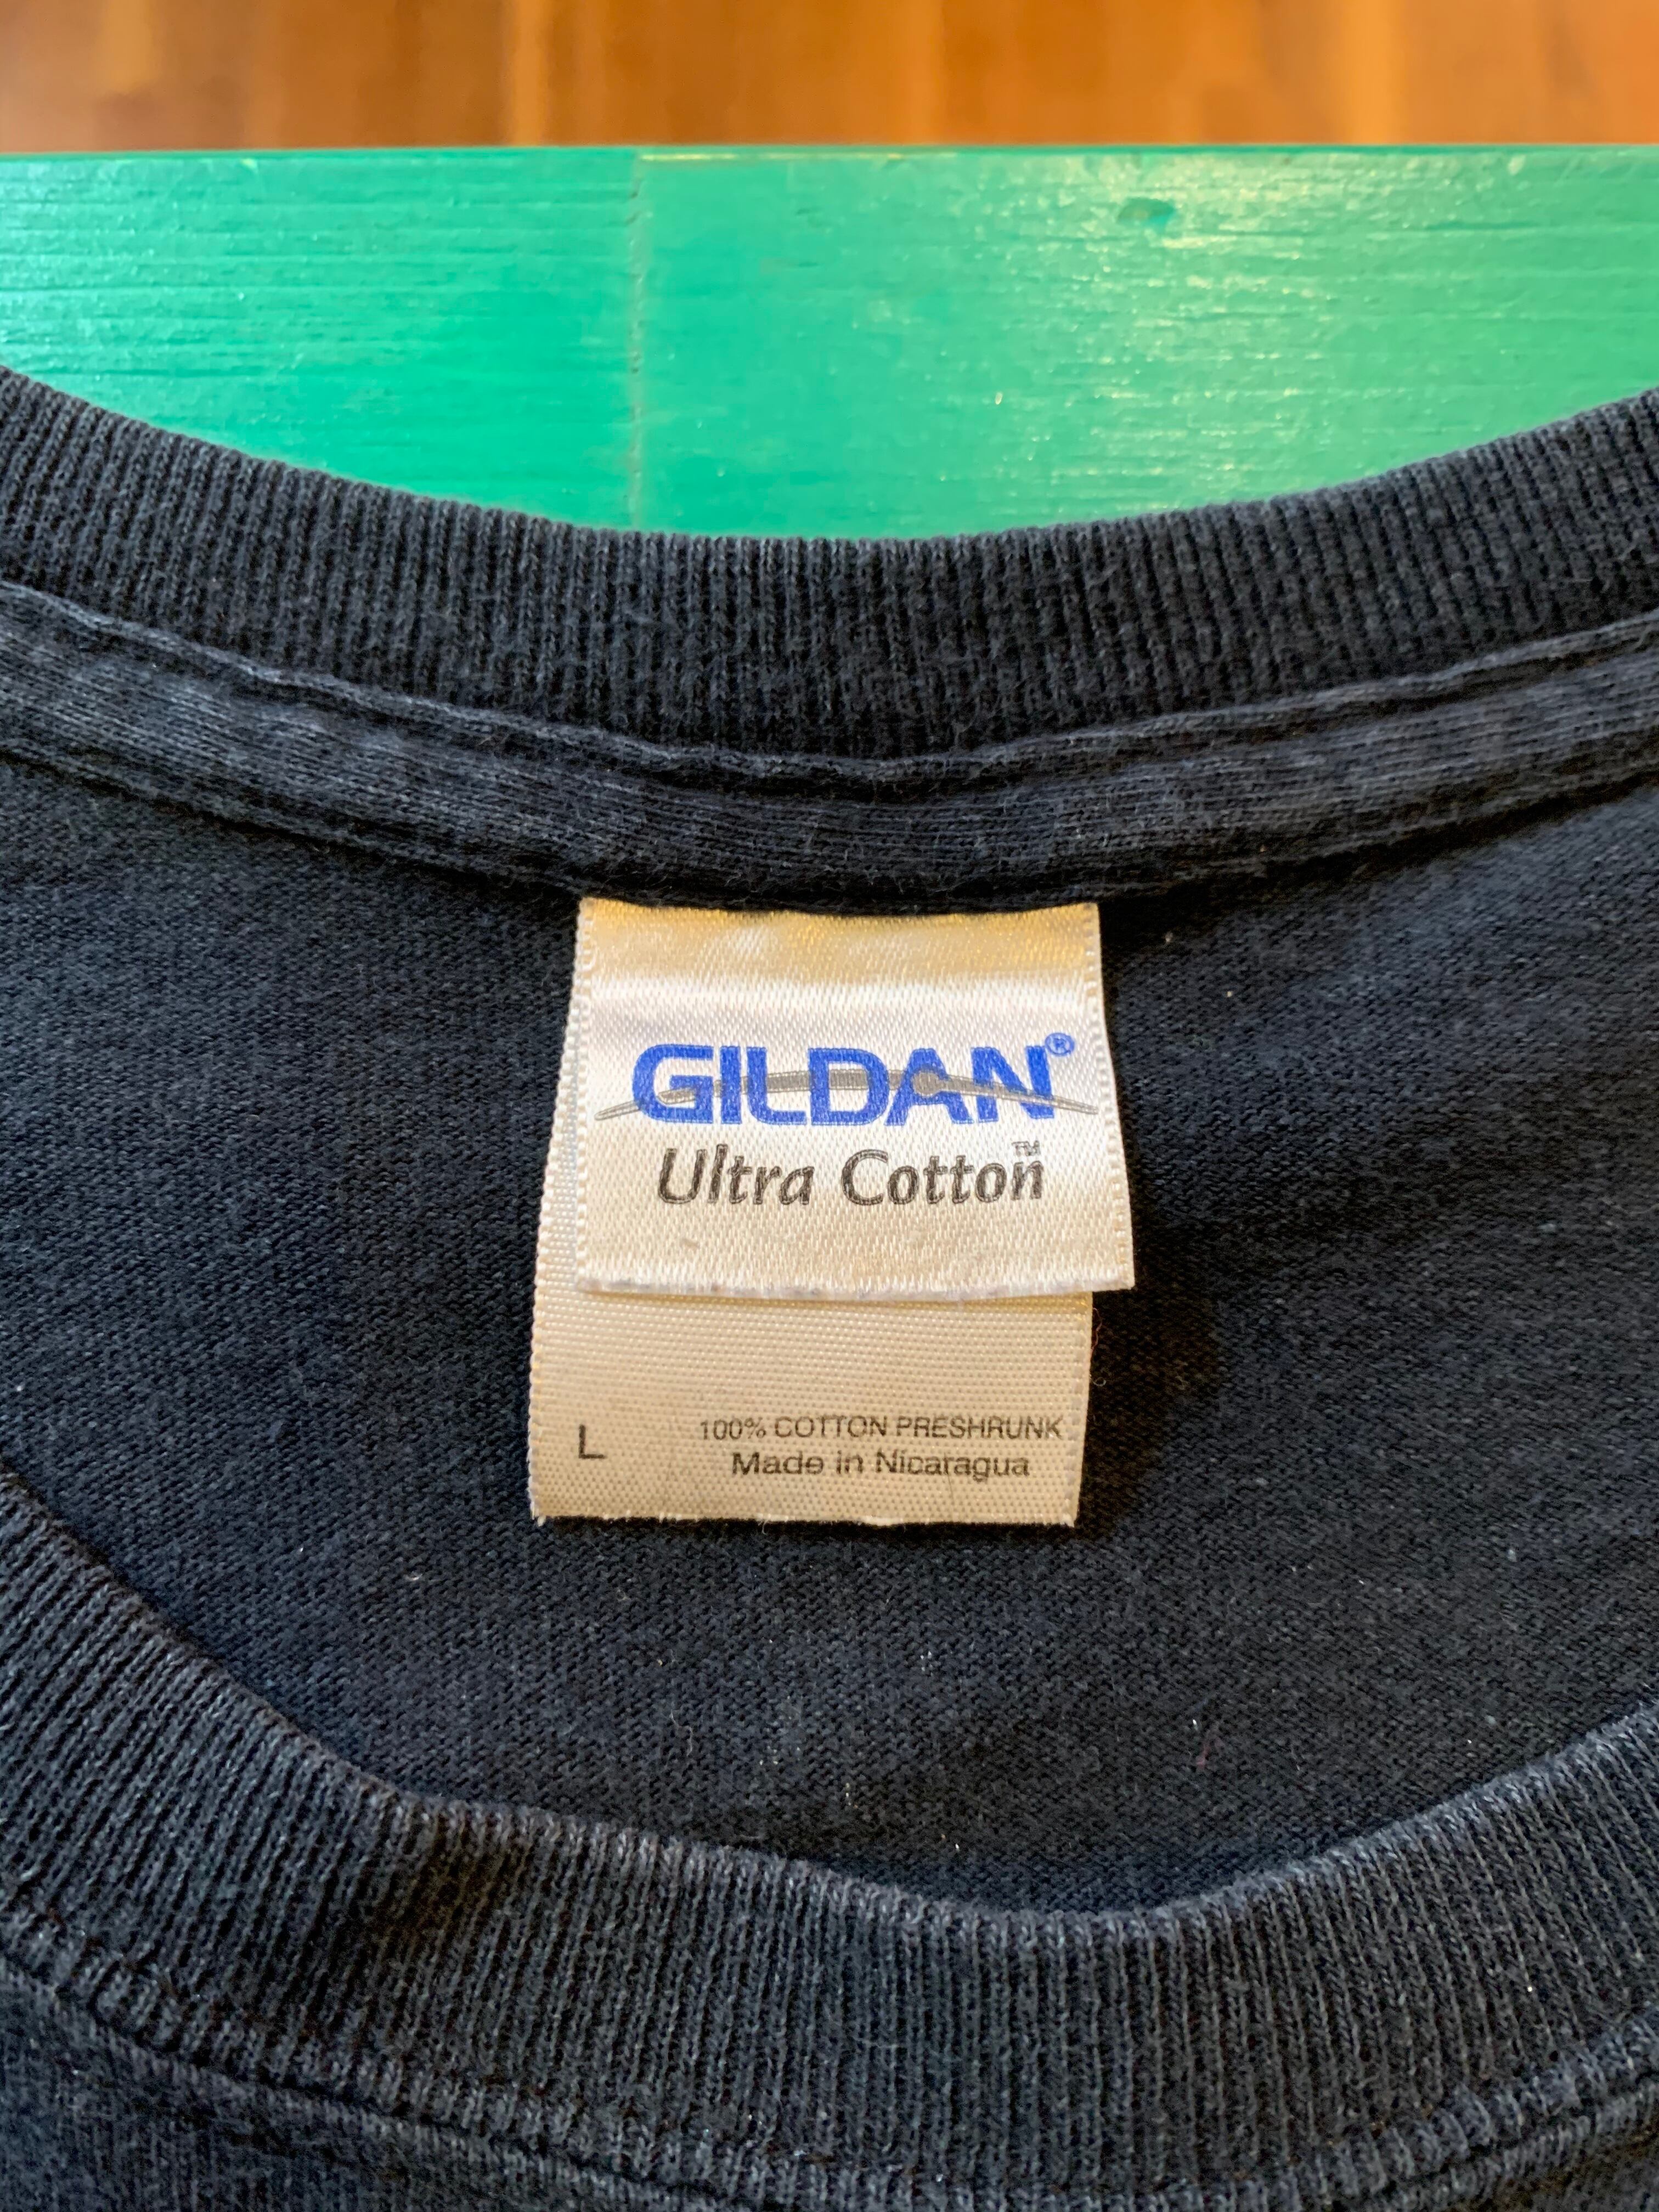 GILDAN®
Ultra Cotton™
L 100% COTTON PRESHRUNK
Made in Nicaragua